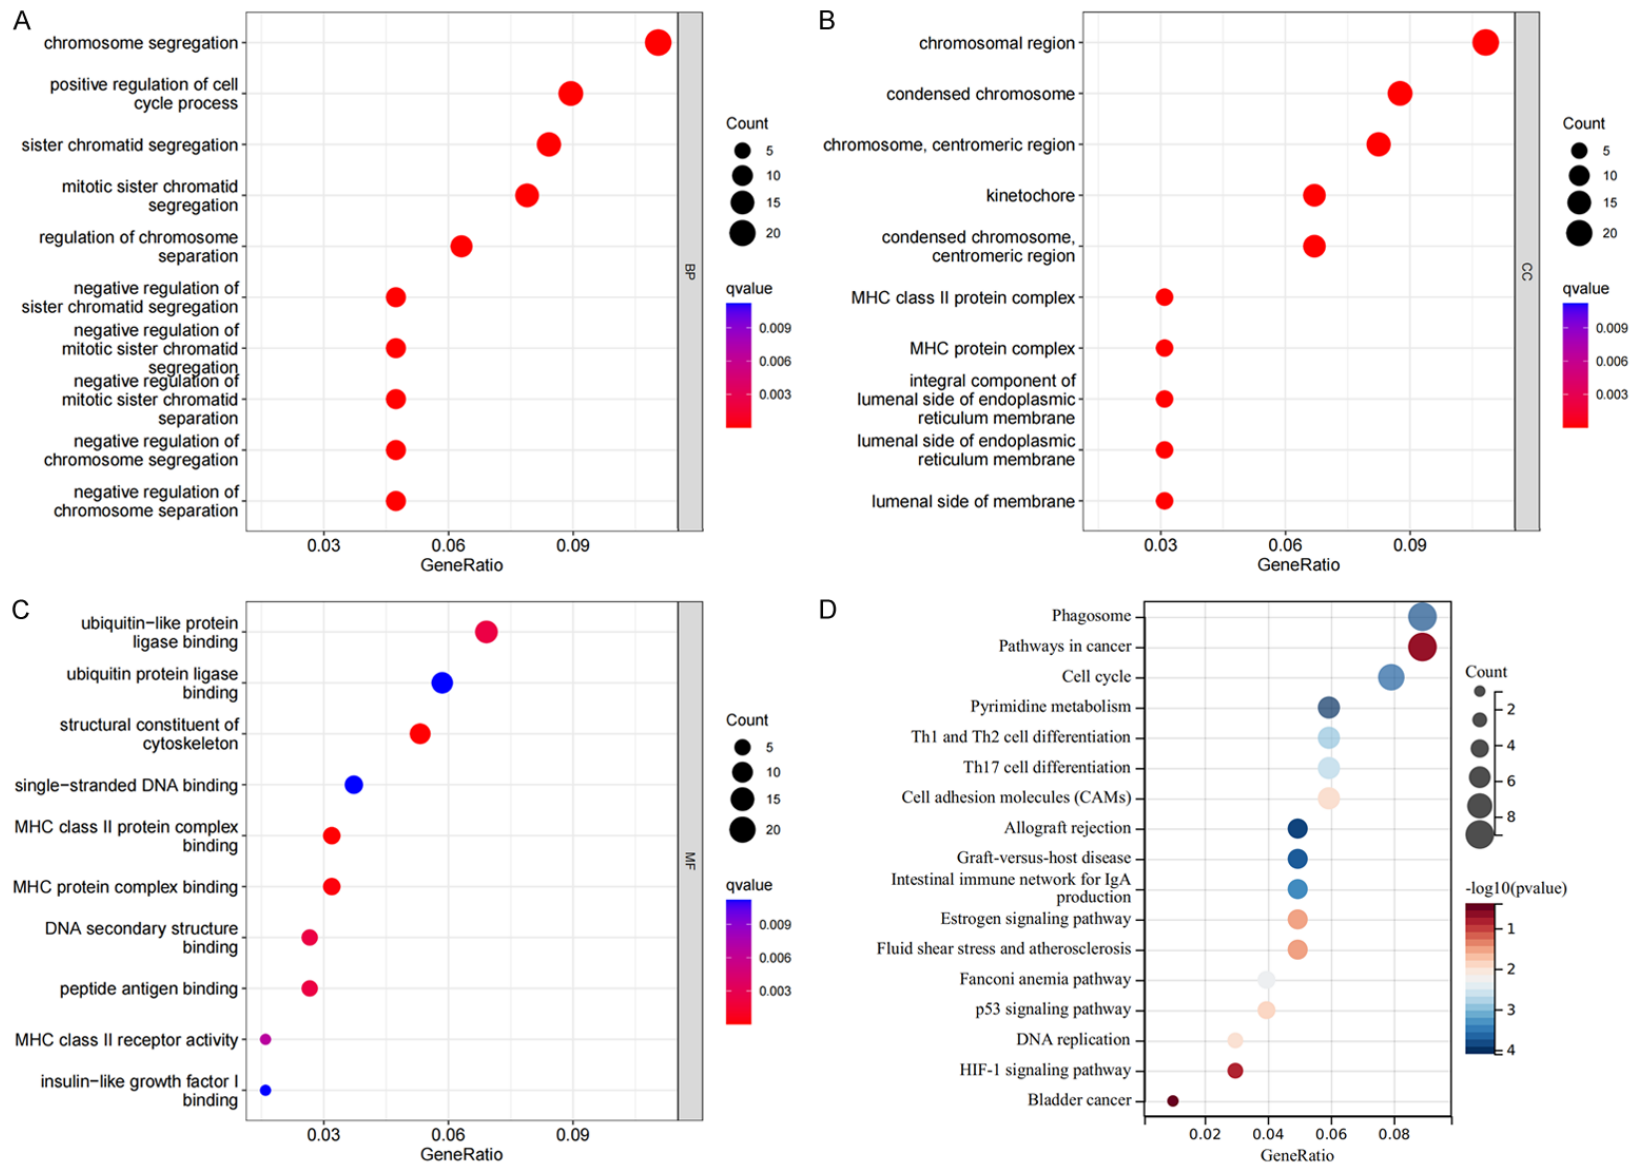 A
chromosome segregation
positive regulation of cell
cycle process
sister chromatid segregation
mitotic sister chromatid
segregation
regulation of chromosome
separation
negative regulation of
sister chromatid segregation
negative regulation of
mitotic sister chromatid
segregation
negative regulation of
mitotic sister chromatid
separation
negative regulation of
chromosome segregation
negative regulation of
chromosome separation
0.03 0.06 0.09
GeneRatio
BP
Count
5
10
15
20
qvalue
0.009
0.006
0.003
B
chromosomal region
condensed chromosome
chromosome, centromeric region
kinetochore
condensed chromosome,
centromeric region
MHC class II protein complex
MHC protein complex
integral component of
lumenal side of endoplasmic
reticulum membrane
lumenal side of endoplasmic
reticulum membrane
lumenal side of membrane
0.03 0.06 0.09
GeneRatio
CC
Count
5
10
15
20
qvalue
0.009
0.006
0.003
C
ubiquitin−like protein
ligase binding
ubiquitin protein ligase
binding
structural constituent of
cytoskeleton
single−stranded DNA binding
MHC class II protein complex
binding
MHC protein complex binding
DNA secondary structure
binding
peptide antigen binding
MHC class II receptor activity
insulin−like growth factor I
binding
0.03 0.06 0.09
GeneRatio
MF
Count
5
10
15
20
qvalue
0.009
0.006
0.003
D
Phagosome
Pathways in cancer
Cell cycle
Pyrimidine metabolism
Th1 and Th2 cell differentiation
Th17 cell differentiation
Cell adhesion molecules (CAMs)
Allograft rejection
Graft-versus-host disease
Intestinal immune network for IgA
production
Estrogen signaling pathway
Fluid shear stress and atherosclerosis
Fanconi anemia pathway
p53 signaling pathway
DNA replication
HIF-1 signaling pathway
Bladder cancer
0.02 0.04 0.06 0.08
GeneRatio
Count
2
4
6
8
-log10(pvalue)
1
2
3
4